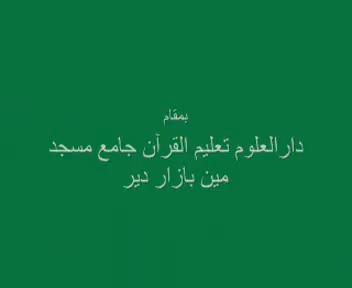 بمقام
دارالعلوم تعلیم القرآن جامع مسجد
مین بازار دیر